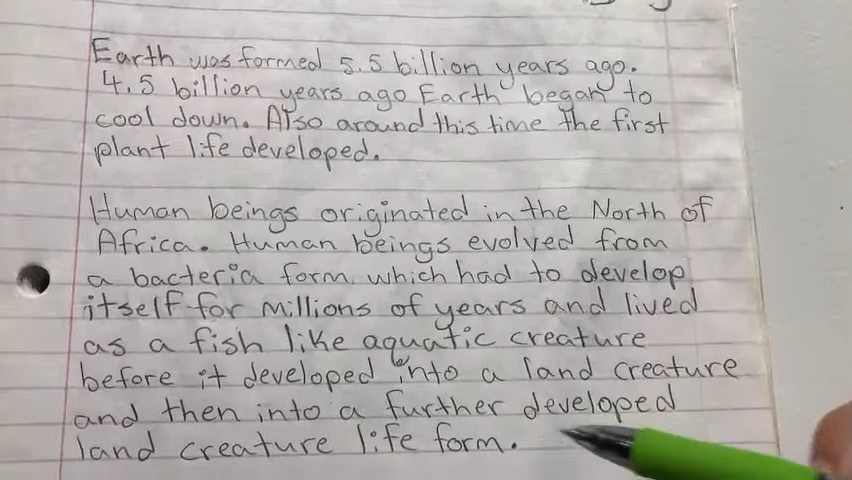 Earth was formed 5.5 billion years ago.
4.5 billion years ago Earth began to
cool down. Also around this time the first
plant life developed.
Human beings originated in the North of
Africa. Human beings evolved from
a bacteria form which had to develop
itself for millions of years and lived
as a fish like aquatic creature
before it developed into a land creature
and then into a further developed
land creature life form.